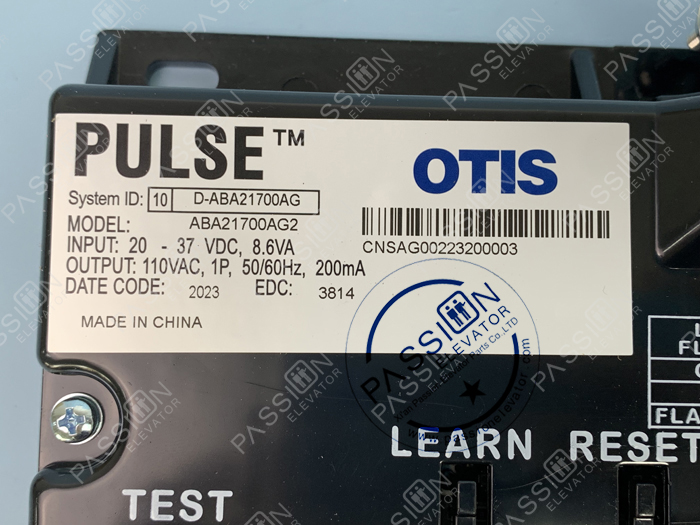 PULSE™
OTIS
System ID: 10 D-ABA21700AG
MODEL: ABA21700AG2
INPUT: 20 - 37 VDC, 8.6VA
OUTPUT: 110VAC, 1P, 50/60Hz, 200mA
DATE CODE: 2023 EDC: 3814
MADE IN CHINA
CNSAG00223200003
PASSION
ELEVATOR
LEARN RESET
TEST